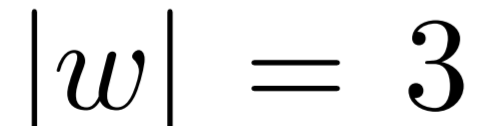 |w| = 3